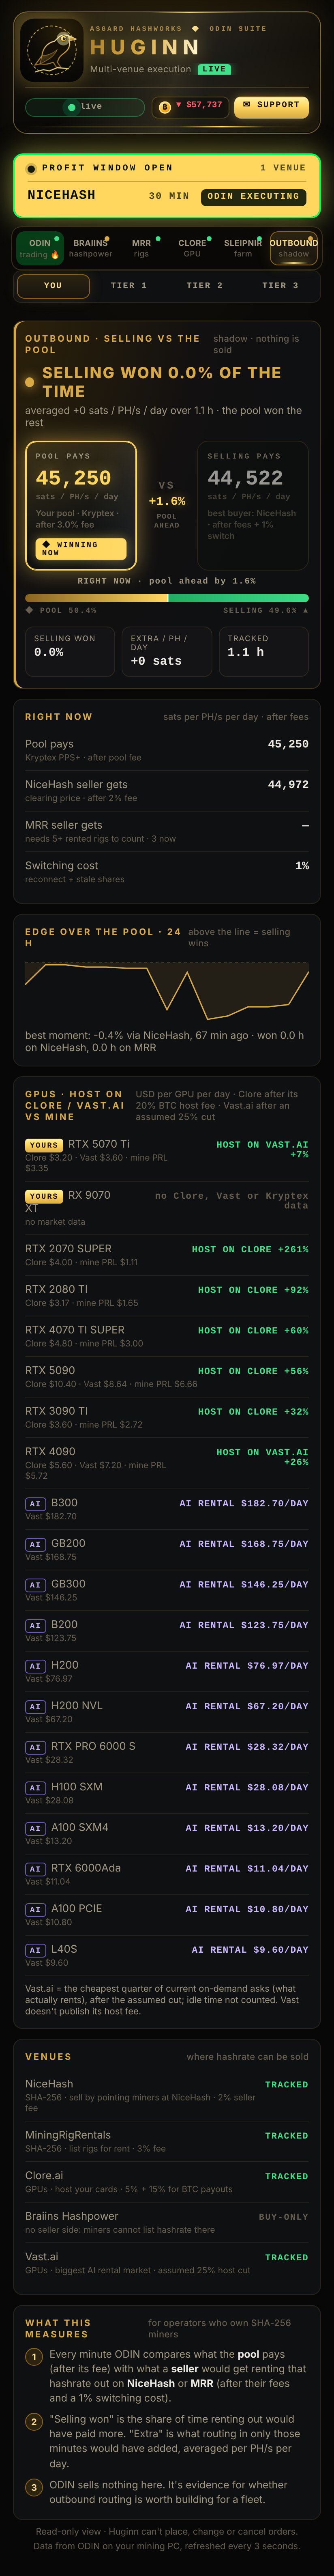 ASGARD HASHWORKS ◆ ODIN SUITE
HUGINN
Multi-venue execution LIVE
live
₿ ▼ $57,737
✉ SUPPORT
PROFIT WINDOW OPEN 1 VENUE
NICEHASH 30 MIN ODIN EXECUTING
ODIN BRAIINS MRR CLORE SLEIPNIR OUTBOUND
trading 🔥 hashpower rigs GPU farm shadow
YOU TIER 1 TIER 2 TIER 3
OUTBOUND · SELLING VS THE POOL
shadow · nothing is sold
SELLING WON 0.0% OF THE TIME
averaged +0 sats / PH/s / day over 1.1 h · the pool won the rest
POOL PAYS
45,250
sats / PH/s / day
Your pool · Kryptex · after 3.0% fee
◆ WINNING NOW
VS
+1.6%
POOL AHEAD
SELLING PAYS
44,522
sats / PH/s / day
best buyer: NiceHash · after fees + 1% switch
RIGHT NOW · pool ahead by 1.6%
◆ POOL 50.4% SELLING 49.6% ▲
SELLING WON
0.0%
EXTRA / PH / DAY
+0 sats
TRACKED
1.1 h
RIGHT NOW
sats per PH/s per day · after fees
Pool pays 45,250
Kryptex PPS+ · after pool fee
NiceHash seller gets 44,972
clearing price · after 2% fee
MRR seller gets —
needs 5+ rented rigs to count · 3 now
Switching cost 1%
reconnect + stale shares
EDGE OVER THE POOL · 24 H
above the line = selling wins
best moment: -0.4% via NiceHash, 67 min ago · won 0.0 h on NiceHash, 0.0 h on MRR
GPUS · HOST ON CLORE / VAST.AI VS MINE
USD per GPU per day · Clore after its 20% BTC host fee · Vast.ai after an assumed 25% cut
YOURS RTX 5070 Ti HOST ON VAST.AI +7%
Clore $3.20 · Vast $3.60 · mine PRL $3.35
YOURS RX 9070 XT no Clore, Vast or Kryptex data
no market data
RTX 2070 SUPER HOST ON CLORE +261%
Clore $4.00 · mine PRL $1.11
RTX 2080 TI HOST ON CLORE +92%
Clore $3.17 · mine PRL $1.65
RTX 4070 TI SUPER HOST ON CLORE +60%
Clore $4.80 · mine PRL $3.00
RTX 5090 HOST ON CLORE +56%
Clore $10.40 · Vast $8.64 · mine PRL $6.66
RTX 3090 TI HOST ON CLORE +32%
Clore $3.60 · mine PRL $2.72
RTX 4090 HOST ON VAST.AI +26%
Clore $5.60 · Vast $7.20 · mine PRL $5.72
AI B300 AI RENTAL $182.70/DAY
Vast $182.70
AI GB200 AI RENTAL $168.75/DAY
Vast $168.75
AI GB300 AI RENTAL $146.25/DAY
Vast $146.25
AI B200 AI RENTAL $123.75/DAY
Vast $123.75
AI H200 AI RENTAL $76.97/DAY
Vast $76.97
AI H200 NVL AI RENTAL $67.20/DAY
Vast $67.20
AI RTX PRO 6000 S AI RENTAL $28.32/DAY
Vast $28.32
AI H100 SXM AI RENTAL $28.08/DAY
Vast $28.08
AI A100 SXM4 AI RENTAL $13.20/DAY
Vast $13.20
AI RTX 6000Ada AI RENTAL $11.04/DAY
Vast $11.04
AI A100 PCIE AI RENTAL $10.80/DAY
Vast $10.80
AI L40S AI RENTAL $9.60/DAY
Vast $9.60
Vast.ai = the cheapest quarter of current on-demand asks (what actually rents), after the assumed cut; idle time not counted. Vast doesn't publish its host fee.
VENUES
where hashrate can be sold
NiceHash TRACKED
SHA-256 · sell by pointing miners at NiceHash · 2% seller fee
MiningRigRentals TRACKED
SHA-256 · list rigs for rent · 3% fee
Clore.ai TRACKED
GPUs · host your cards · 5% + 15% for BTC payouts
Braiins Hashpower BUY-ONLY
no seller side: miners cannot list hashrate there
Vast.ai TRACKED
GPUs · biggest AI rental market · assumed 25% host cut
WHAT THIS MEASURES
for operators who own SHA-256 miners
1 Every minute ODIN compares what the pool pays (after its fee) with what a seller would get renting that hashrate out on NiceHash or MRR (after their fees and a 1% switching cost).
2 "Selling won" is the share of time renting out would have paid more. "Extra" is what routing in only those minutes would have added, averaged per PH/s per day.
3 ODIN sells nothing here. It's evidence for whether outbound routing is worth building for a fleet.
Read-only view · Huginn can't place, change or cancel orders.
Data from ODIN on your mining PC, refreshed every 3 seconds.